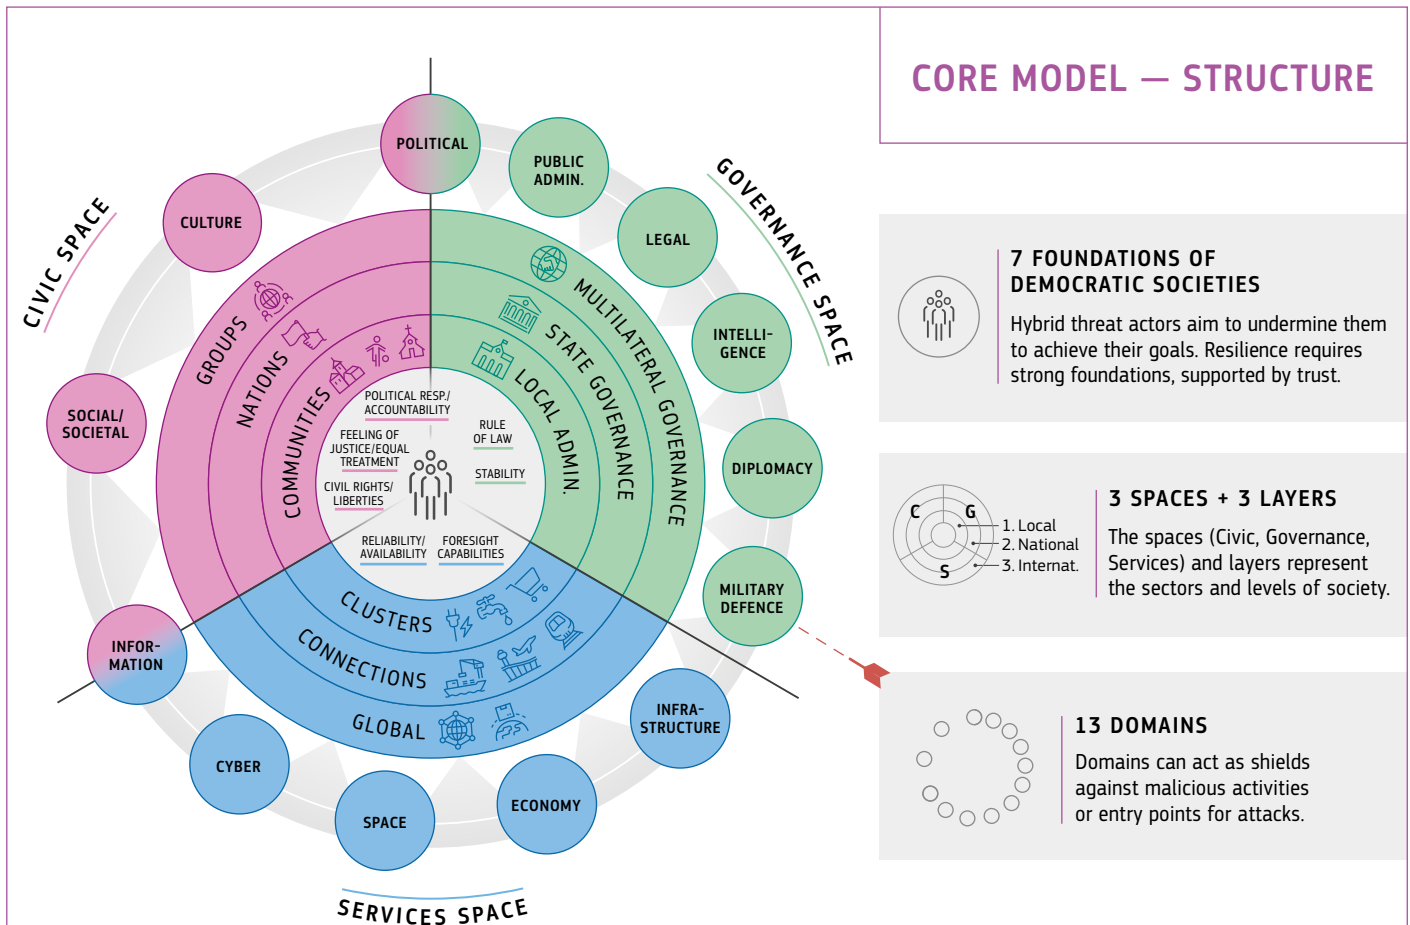 CORE MODEL — STRUCTURE
CIVIC SPACE
GOVERNANCE SPACE
SERVICES SPACE
POLITICAL
PUBLIC
ADMIN.
LEGAL
INTELLI-
GENCE
DIPLOMACY
MILITARY
DEFENCE
INFRA-
STRUCTURE
ECONOMY
SPACE
CYBER
INFOR-
MATION
SOCIAL/
SOCIETAL
CULTURE
GROUPS
NATIONS
COMMUNITIES
MULTILATERAL GOVERNANCE
STATE GOVERNANCE
LOCAL ADMIN.
CLUSTERS
CONNECTIONS
GLOBAL
POLITICAL RESP./
ACCOUNTABILITY
FEELING OF
JUSTICE/EQUAL
TREATMENT
CIVIL RIGHTS/
LIBERTIES
RULE
OF LAW
STABILITY
RELIABILITY/
AVAILABILITY
FORESIGHT
CAPABILITIES
7 FOUNDATIONS OF
DEMOCRATIC SOCIETIES
Hybrid threat actors aim to undermine them
to achieve their goals. Resilience requires
strong foundations, supported by trust.
C
G
S
1. Local
2. National
3. Internat.
3 SPACES + 3 LAYERS
The spaces (Civic, Governance,
Services) and layers represent
the sectors and levels of society.
13 DOMAINS
Domains can act as shields
against malicious activities
or entry points for attacks.